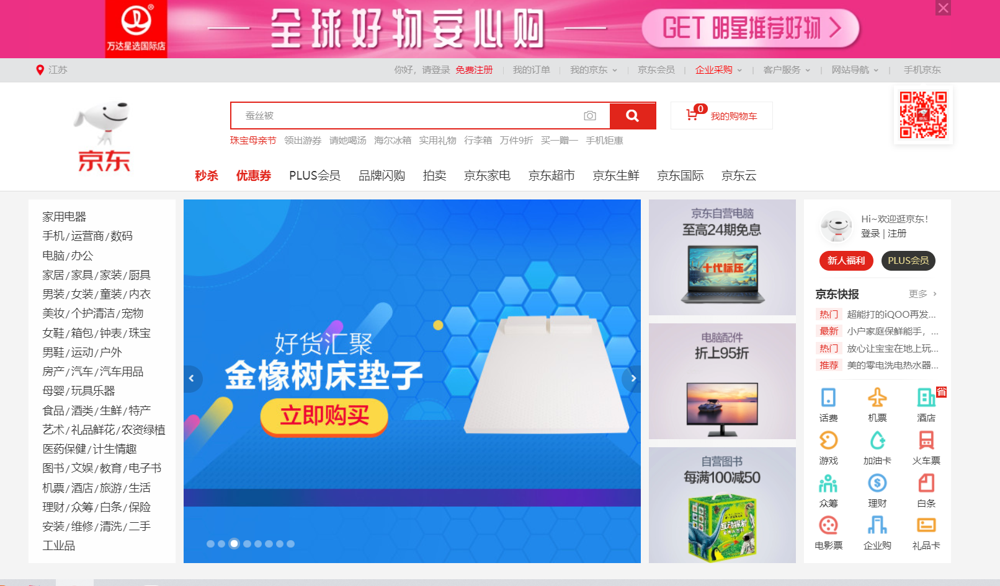 万达星选国际店
全球好物安心购
GET 明星推荐好物
江苏
你好，请登录 免费注册 我的订单 我的京东 京东会员 企业采购 客户服务 网站导航 手机京东
京东
蚕丝被
0 我的购物车
珠宝母亲节 领出游券 请她喝汤 海尔冰箱 实用礼物 行李箱 万件9折 买一赠一 手机钜惠
秒杀 优惠券 PLUS会员 品牌闪购 拍卖 京东家电 京东超市 京东生鲜 京东国际 京东云
家用电器
手机/运营商/数码
电脑/办公
家居/家具/家装/厨具
男装/女装/童装/内衣
美妆/个护清洁/宠物
女鞋/箱包/钟表/珠宝
男鞋/运动/户外
房产/汽车/汽车用品
母婴/玩具乐器
食品/酒类/生鲜/特产
艺术/礼品鲜花/农资绿植
医药保健/计生情趣
图书/文娱/教育/电子书
机票/酒店/旅游/生活
理财/众筹/白条/保险
安装/维修/清洗/二手
工业品
好货汇聚
金橡树床垫子
立即购买
京东自营电脑
至高24期免息
十代标压
电脑配件
折上95折
自营图书
每满100减50
互动探索
Hi~欢迎逛京东！
登录 | 注册
新人福利 PLUS会员
京东快报 更多
热门 超能打的iQOO再发...
最新 小户家庭保鲜能手，...
热门 放心让宝宝在地上玩...
推荐 美的零电洗电热水器...
省
话费 机票 酒店
游戏 加油卡 火车票
众筹 理财 白条
电影票 企业购 礼品卡